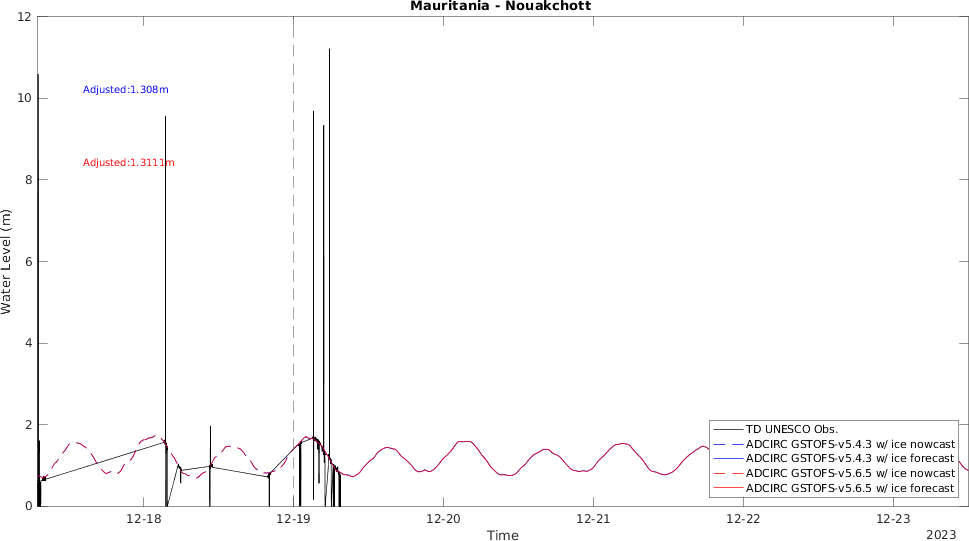 Mauritania - Nouakchott
12
10
8
6
4
2
0
Water Level (m)
Adjusted:1.308m
Adjusted:1.3111m
TD UNESCO Obs.
ADCIRC GSTOFS-v5.4.3 w/ ice nowcast
ADCIRC GSTOFS-v5.4.3 w/ ice forecast
ADCIRC GSTOFS-v5.6.5 w/ ice nowcast
ADCIRC GSTOFS-v5.6.5 w/ ice forecast
12-18 12-19 12-20 12-21 12-22 12-23
Time
2023